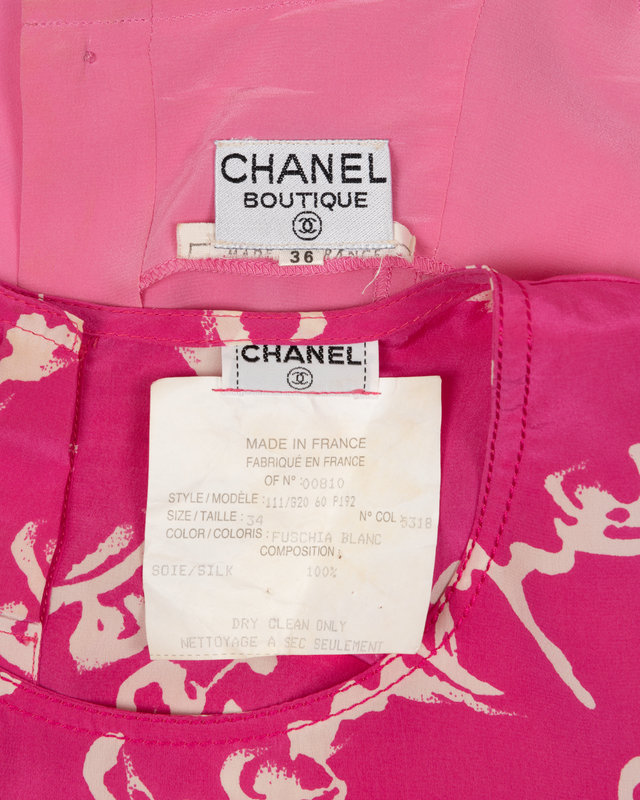 CHANEL
BOUTIQUE
MADE
36
CHANEL
MADE IN FRANCE
FABRIQUÉ EN FRANCE
OF Nº : 00810
STYLE / MODÈLE : 111/G20 60 P192
SIZE / TAILLE : 34 Nº COL 5318
COLOR / COLORIS : FUSCHIA BLANC
COMPOSITION :
SOIE/SILK 100%
DRY CLEAN ONLY
NETTOYAGE A SEC SEULEMENT